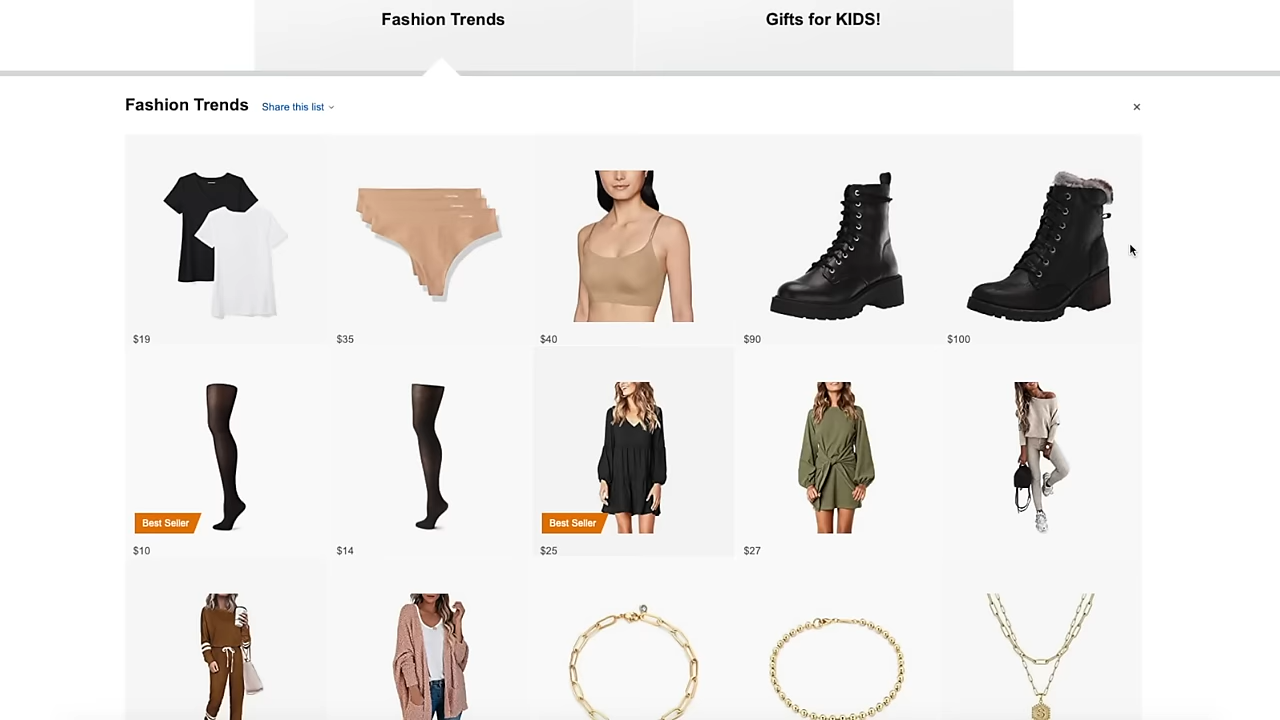 Fashion Trends
Gifts for KIDS!
Fashion Trends
Share this list
$19
$35
$40
$90
$100
Best Seller
Best Seller
$10
$14
$25
$27